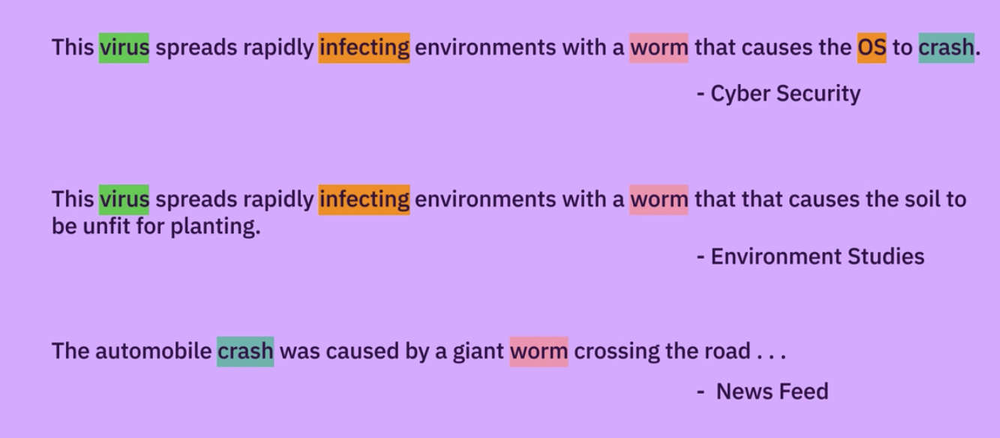 This virus spreads rapidly infecting environments with a worm that causes the OS to crash.
- Cyber Security
This virus spreads rapidly infecting environments with a worm that that causes the soil to
be unfit for planting.
- Environment Studies
The automobile crash was caused by a giant worm crossing the road . . .
- News Feed